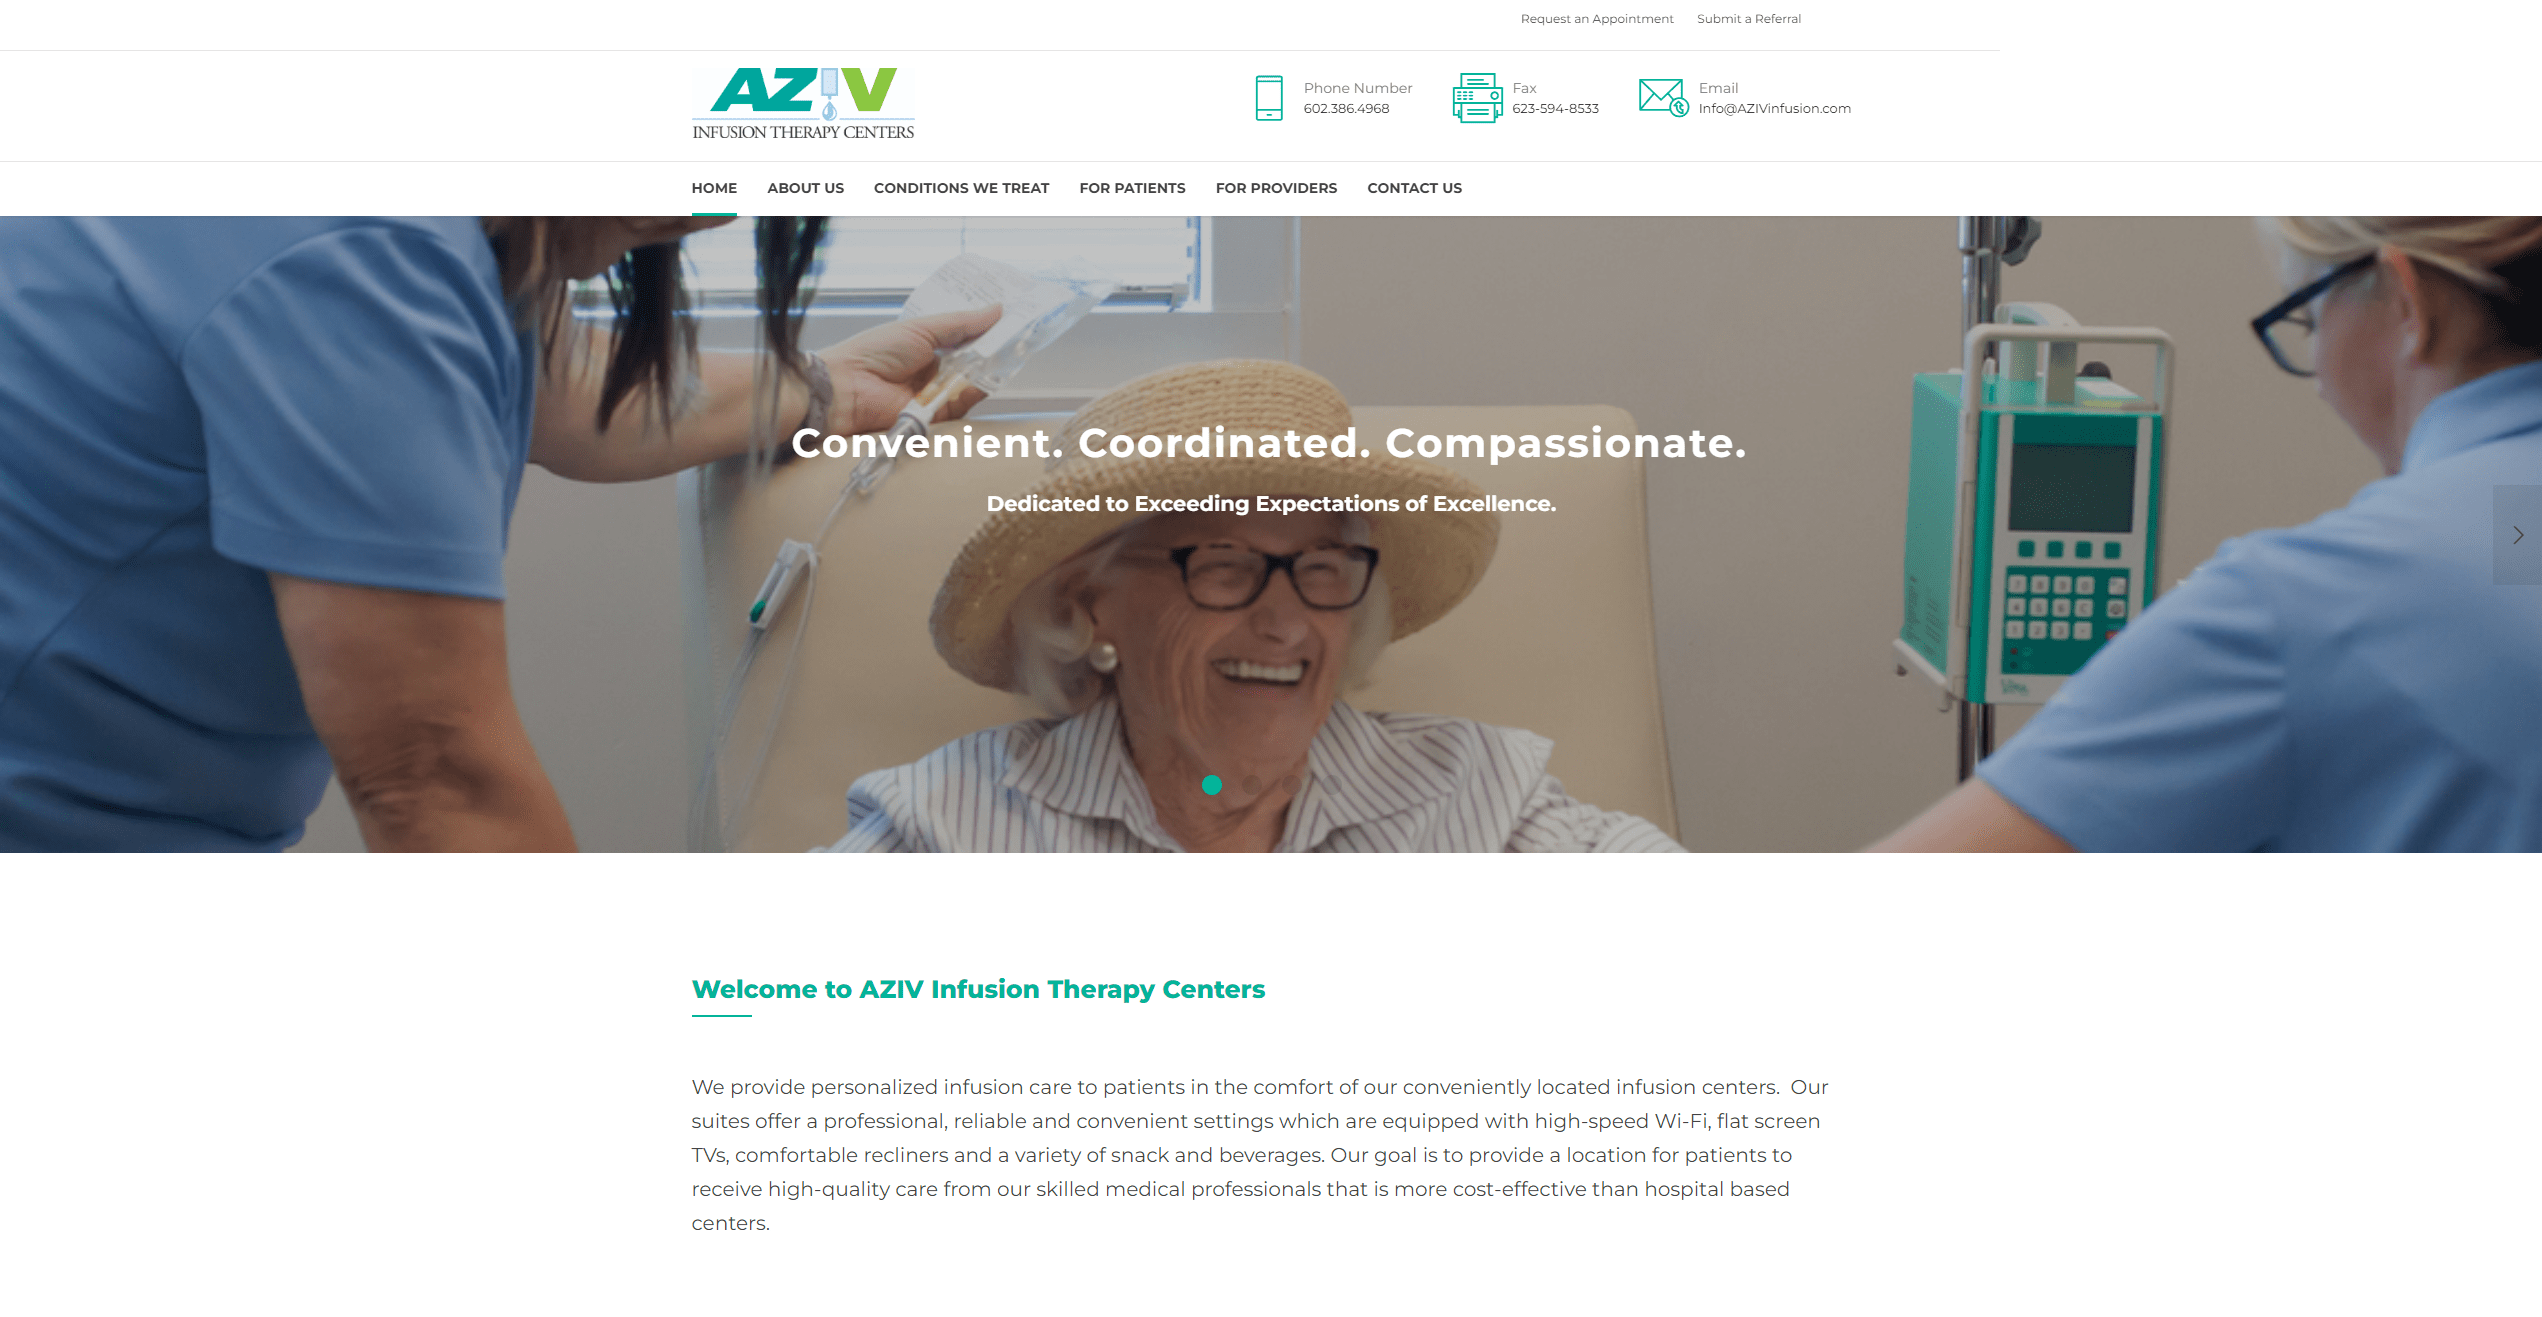 Request an Appointment Submit a Referral
AZIV
INFUSION THERAPY CENTERS
Phone Number
602.386.4968
Fax
623-594-8533
Email
Info@AZIVinfusion.com
HOME ABOUT US CONDITIONS WE TREAT FOR PATIENTS FOR PROVIDERS CONTACT US
Convenient. Coordinated. Compassionate.
Dedicated to Exceeding Expectations of Excellence.
Welcome to AZIV Infusion Therapy Centers
We provide personalized infusion care to patients in the comfort of our conveniently located infusion centers. Our
suites offer a professional, reliable and convenient settings which are equipped with high-speed Wi-Fi, flat screen
TVs, comfortable recliners and a variety of snack and beverages. Our goal is to provide a location for patients to
receive high-quality care from our skilled medical professionals that is more cost-effective than hospital based
centers.